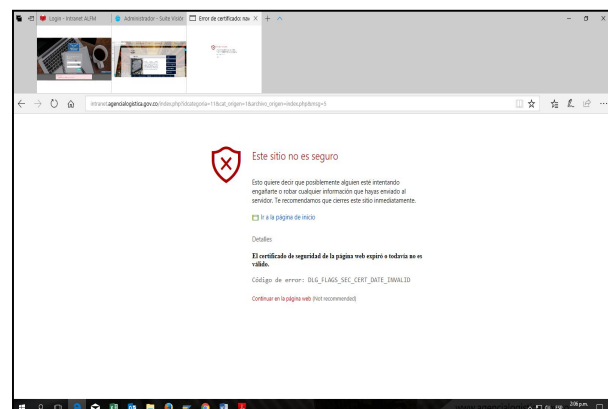 Login - Intranet ALFM
Administrador - Suite Visión
Error de certificado: nav
intranet.agencialogistica.gov.co/index.php?idcategoria=11&cat_origen=1&archivo_origen=index.php&msg=5
Este sitio no es seguro
Esto quiere decir que posiblemente alguien esté intentando
engañarte o robar cualquier información que hayas enviado al
servidor. Te recomendamos que cierres este sitio inmediatamente.
Ir a la página de inicio
Detalles
El certificado de seguridad de la página web expiró o todavía no es
válido.
Código de error: DLG_FLAGS_SEC_CERT_DATE_INVALID
Continuar en la página web (Not recommended)
2:05 p.m.